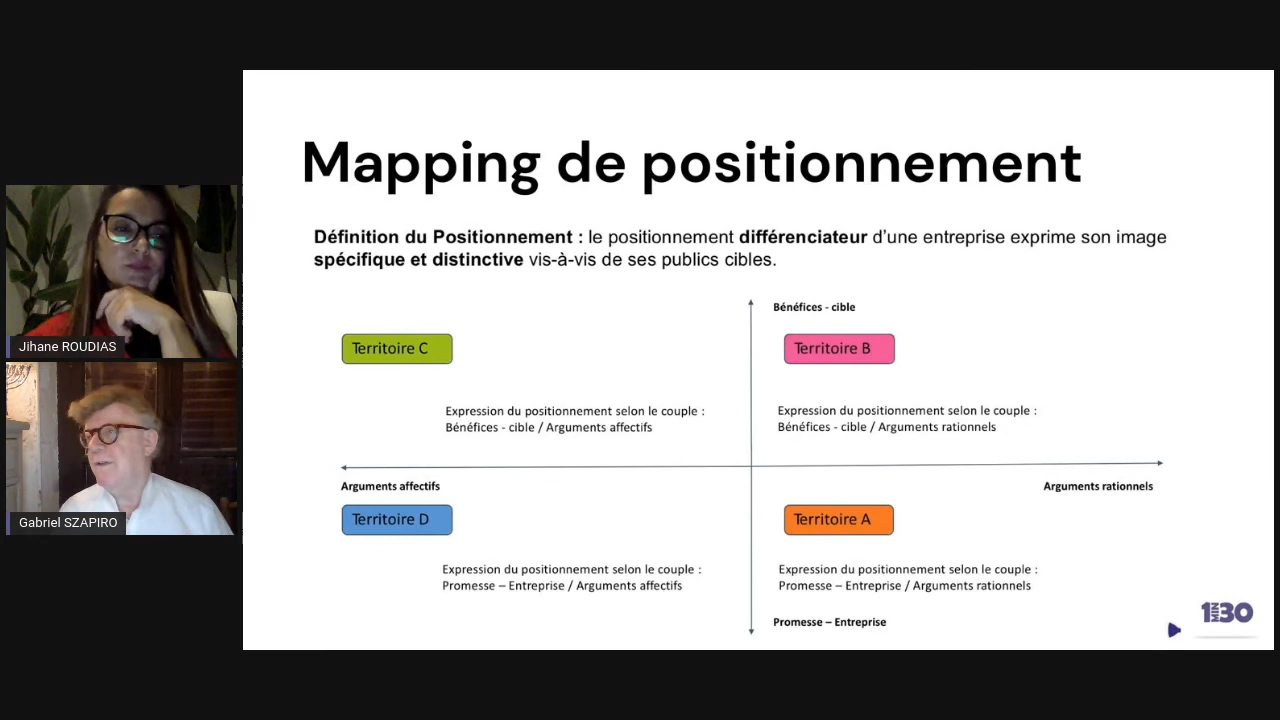 Mapping de positionnement
Définition du Positionnement : le positionnement différenciateur d'une entreprise exprime son image
spécifique et distinctive vis-à-vis de ses publics cibles.
Bénéfices - cible
Territoire C
Territoire B
Expression du positionnement selon le couple :
Bénéfices - cible / Arguments affectifs
Expression du positionnement selon le couple :
Bénéfices - cible / Arguments rationnels
Arguments affectifs
Arguments rationnels
Territoire D
Territoire A
Expression du positionnement selon le couple :
Promesse – Entreprise / Arguments affectifs
Expression du positionnement selon le couple :
Promesse – Entreprise / Arguments rationnels
Promesse – Entreprise
1MIN30
Jihane ROUDIAS
Gabriel SZAPIRO